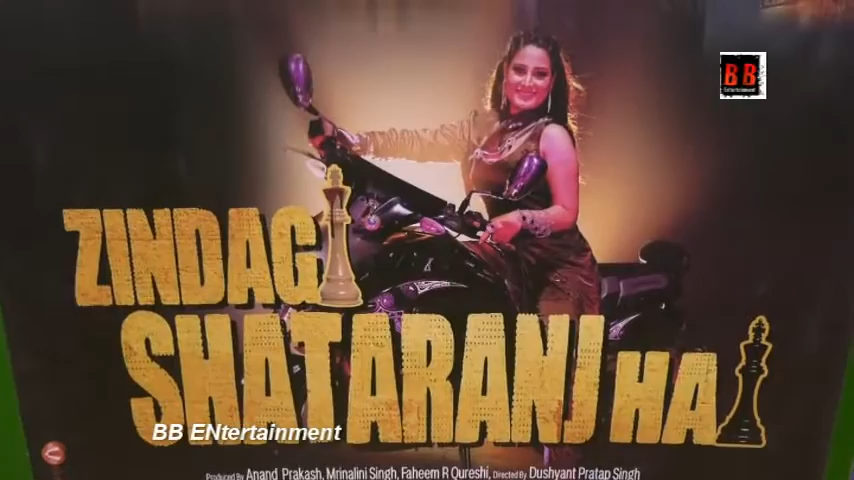 BB
Entertainment
ZINDAGI
SHATARANJ HAI
BB ENtertainment
Produced By Anand Prakash, Mrinalini Singh, Faheem R Qureshi, Directed By Dushyant Pratap Singh